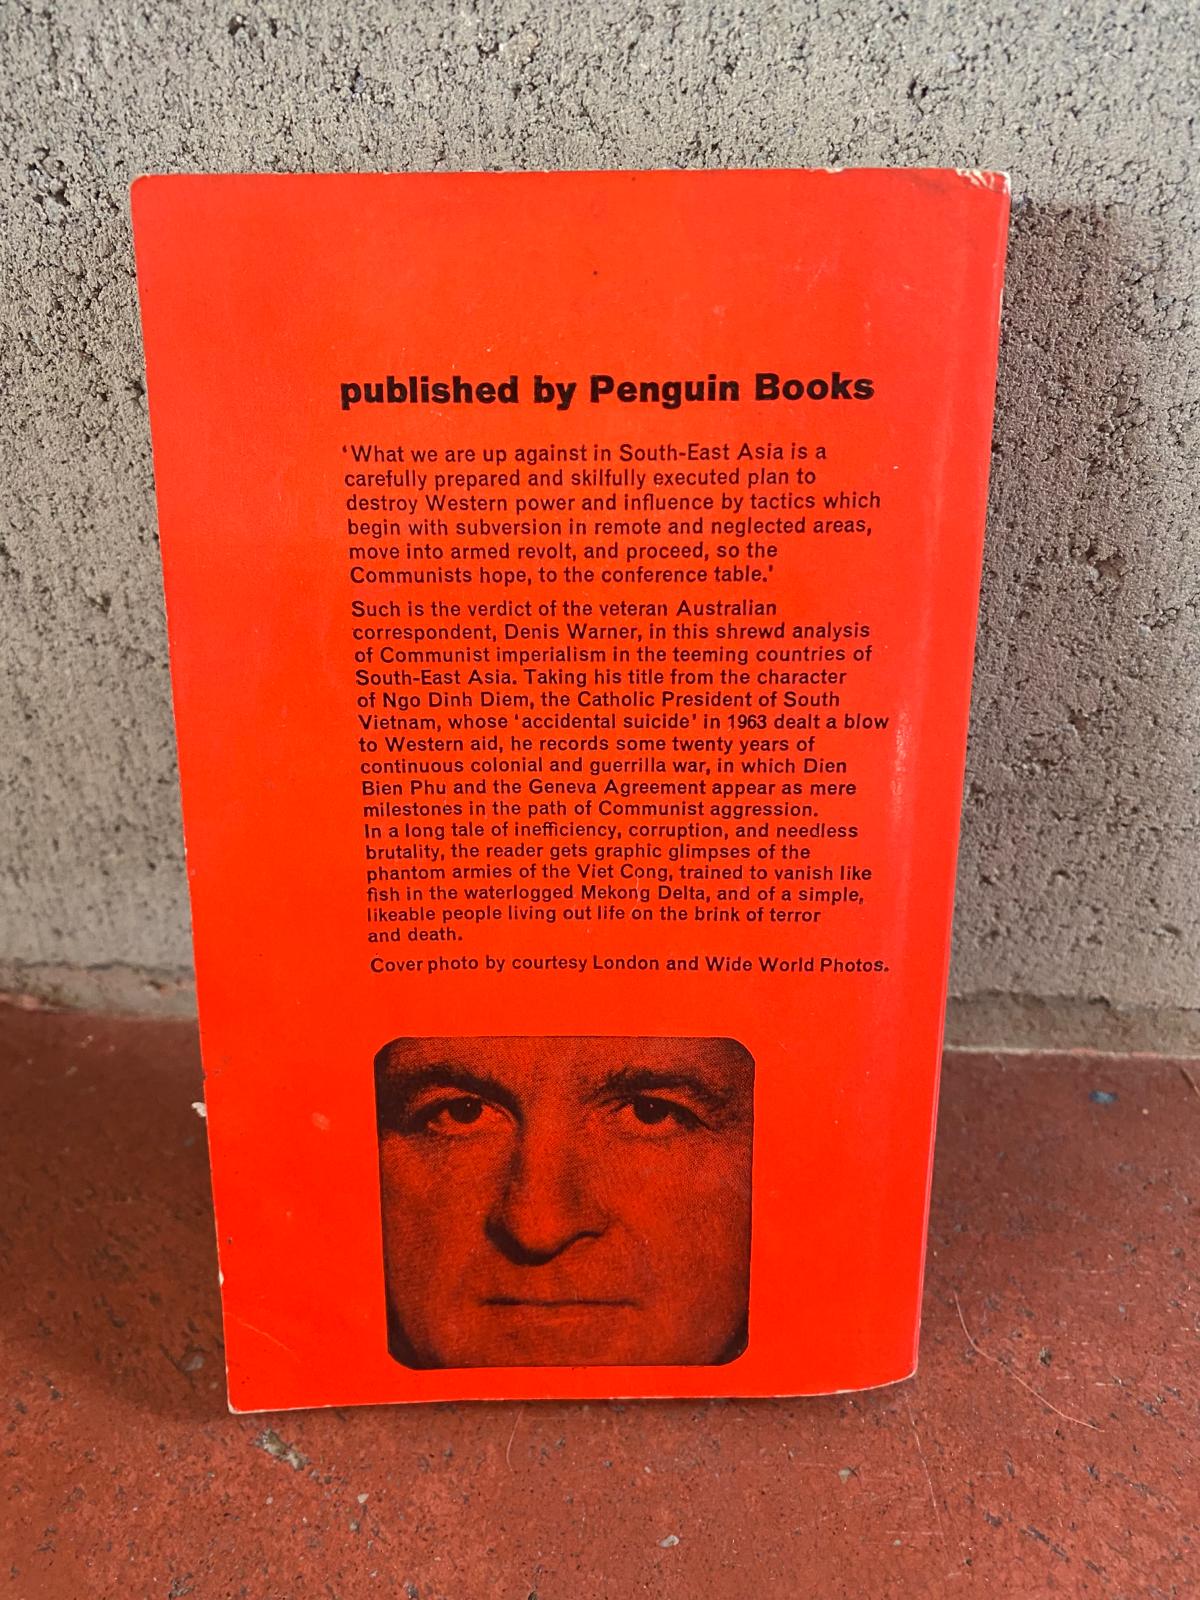 published by Penguin Books
'What we are up against in South-East Asia is a
carefully prepared and skilfully executed plan to
destroy Western power and influence by tactics which
begin with subversion in remote and neglected areas,
move into armed revolt, and proceed, so the
Communists hope, to the conference table.'
Such is the verdict of the veteran Australian
correspondent, Denis Warner, in this shrewd analysis
of Communist imperialism in the teeming countries of
South-East Asia. Taking his title from the character
of Ngo Dinh Diem, the Catholic President of South
Vietnam, whose 'accidental suicide' in 1963 dealt a blow
to Western aid, he records some twenty years of
continuous colonial and guerrilla war, in which Dien
Bien Phu and the Geneva Agreement appear as mere
milestones in the path of Communist aggression.
In a long tale of inefficiency, corruption, and needless
brutality, the reader gets graphic glimpses of the
phantom armies of the Viet Cong, trained to vanish like
fish in the waterlogged Mekong Delta, and of a simple,
likeable people living out life on the brink of terror
and death.
Cover photo by courtesy London and Wide World Photos.